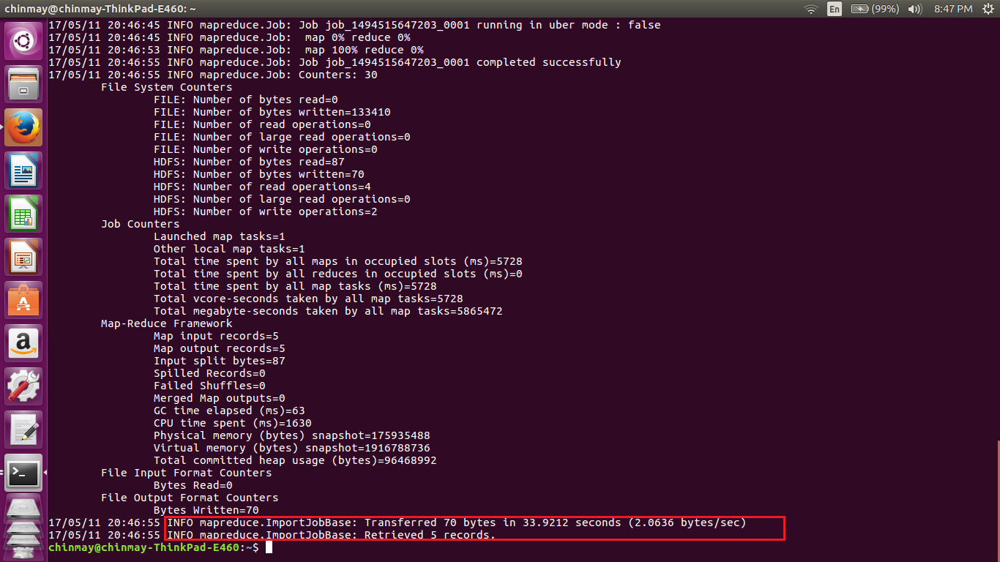 chinmay@chinmay-ThinkPad-E460: ~
En (99%) 8:47 PM
17/05/11 20:46:45 INFO mapreduce.Job: Job job_1494515647203_0001 running in uber mode : false
17/05/11 20:46:45 INFO mapreduce.Job:  map 0% reduce 0%
17/05/11 20:46:53 INFO mapreduce.Job:  map 100% reduce 0%
17/05/11 20:46:55 INFO mapreduce.Job: Job job_1494515647203_0001 completed successfully
17/05/11 20:46:55 INFO mapreduce.Job: Counters: 30
File System Counters
FILE: Number of bytes read=0
FILE: Number of bytes written=133410
FILE: Number of read operations=0
FILE: Number of large read operations=0
FILE: Number of write operations=0
HDFS: Number of bytes read=87
HDFS: Number of bytes written=70
HDFS: Number of read operations=4
HDFS: Number of large read operations=0
HDFS: Number of write operations=2
Job Counters
Launched map tasks=1
Other local map tasks=1
Total time spent by all maps in occupied slots (ms)=5728
Total time spent by all reduces in occupied slots (ms)=0
Total time spent by all map tasks (ms)=5728
Total vcore-seconds taken by all map tasks=5728
Total megabyte-seconds taken by all map tasks=5865472
Map-Reduce Framework
Map input records=5
Map output records=5
Input split bytes=87
Spilled Records=0
Failed Shuffles=0
Merged Map outputs=0
GC time elapsed (ms)=63
CPU time spent (ms)=1630
Physical memory (bytes) snapshot=175935488
Virtual memory (bytes) snapshot=1916788736
Total committed heap usage (bytes)=96468992
File Input Format Counters
Bytes Read=0
File Output Format Counters
Bytes Written=70
17/05/11 20:46:55 INFO mapreduce.ImportJobBase: Transferred 70 bytes in 33.9212 seconds (2.0636 bytes/sec)
17/05/11 20:46:55 INFO mapreduce.ImportJobBase: Retrieved 5 records.
chinmay@chinmay-ThinkPad-E460:~$